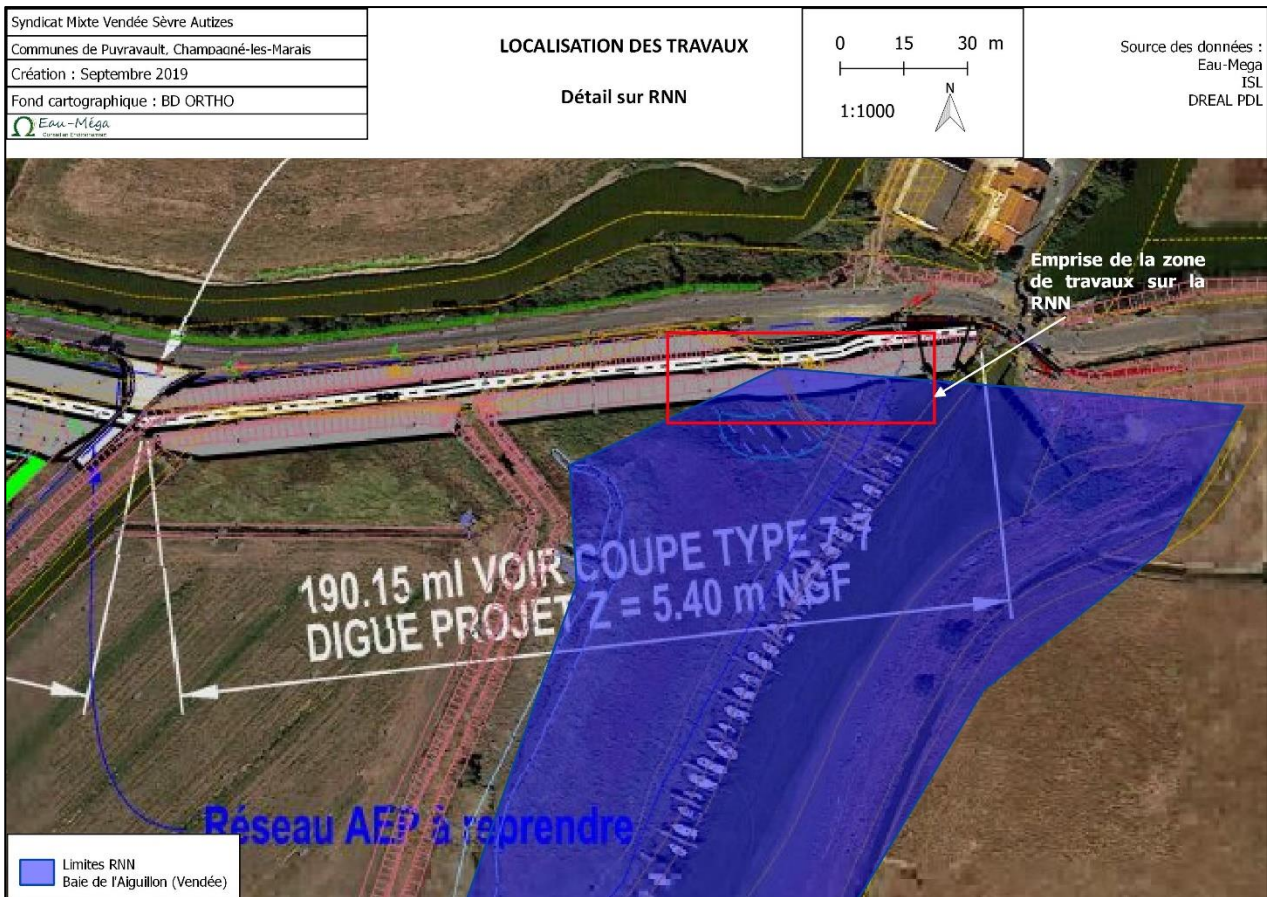 Syndicat Mixte Vendée Sèvre Autizes
Communes de Puyravault, Champagné-les-Marais
Création : Septembre 2019
Fond cartographique : BD ORTHO
Eau-Méga
Conseil en Environnement
LOCALISATION DES TRAVAUX
Détail sur RNN
0 15 30 m
1:1000
N
Source des données :
Eau-Mega
ISL
DREAL PDL
Emprise de la zone
de travaux sur la
RNN
190.15 ml VOIR COUPE TYPE 7
DIGUE PROJET Z = 5.40 m NGF
Réseau AEP à reprendre
Limites RNN
Baie de l'Aiguillon (Vendée)